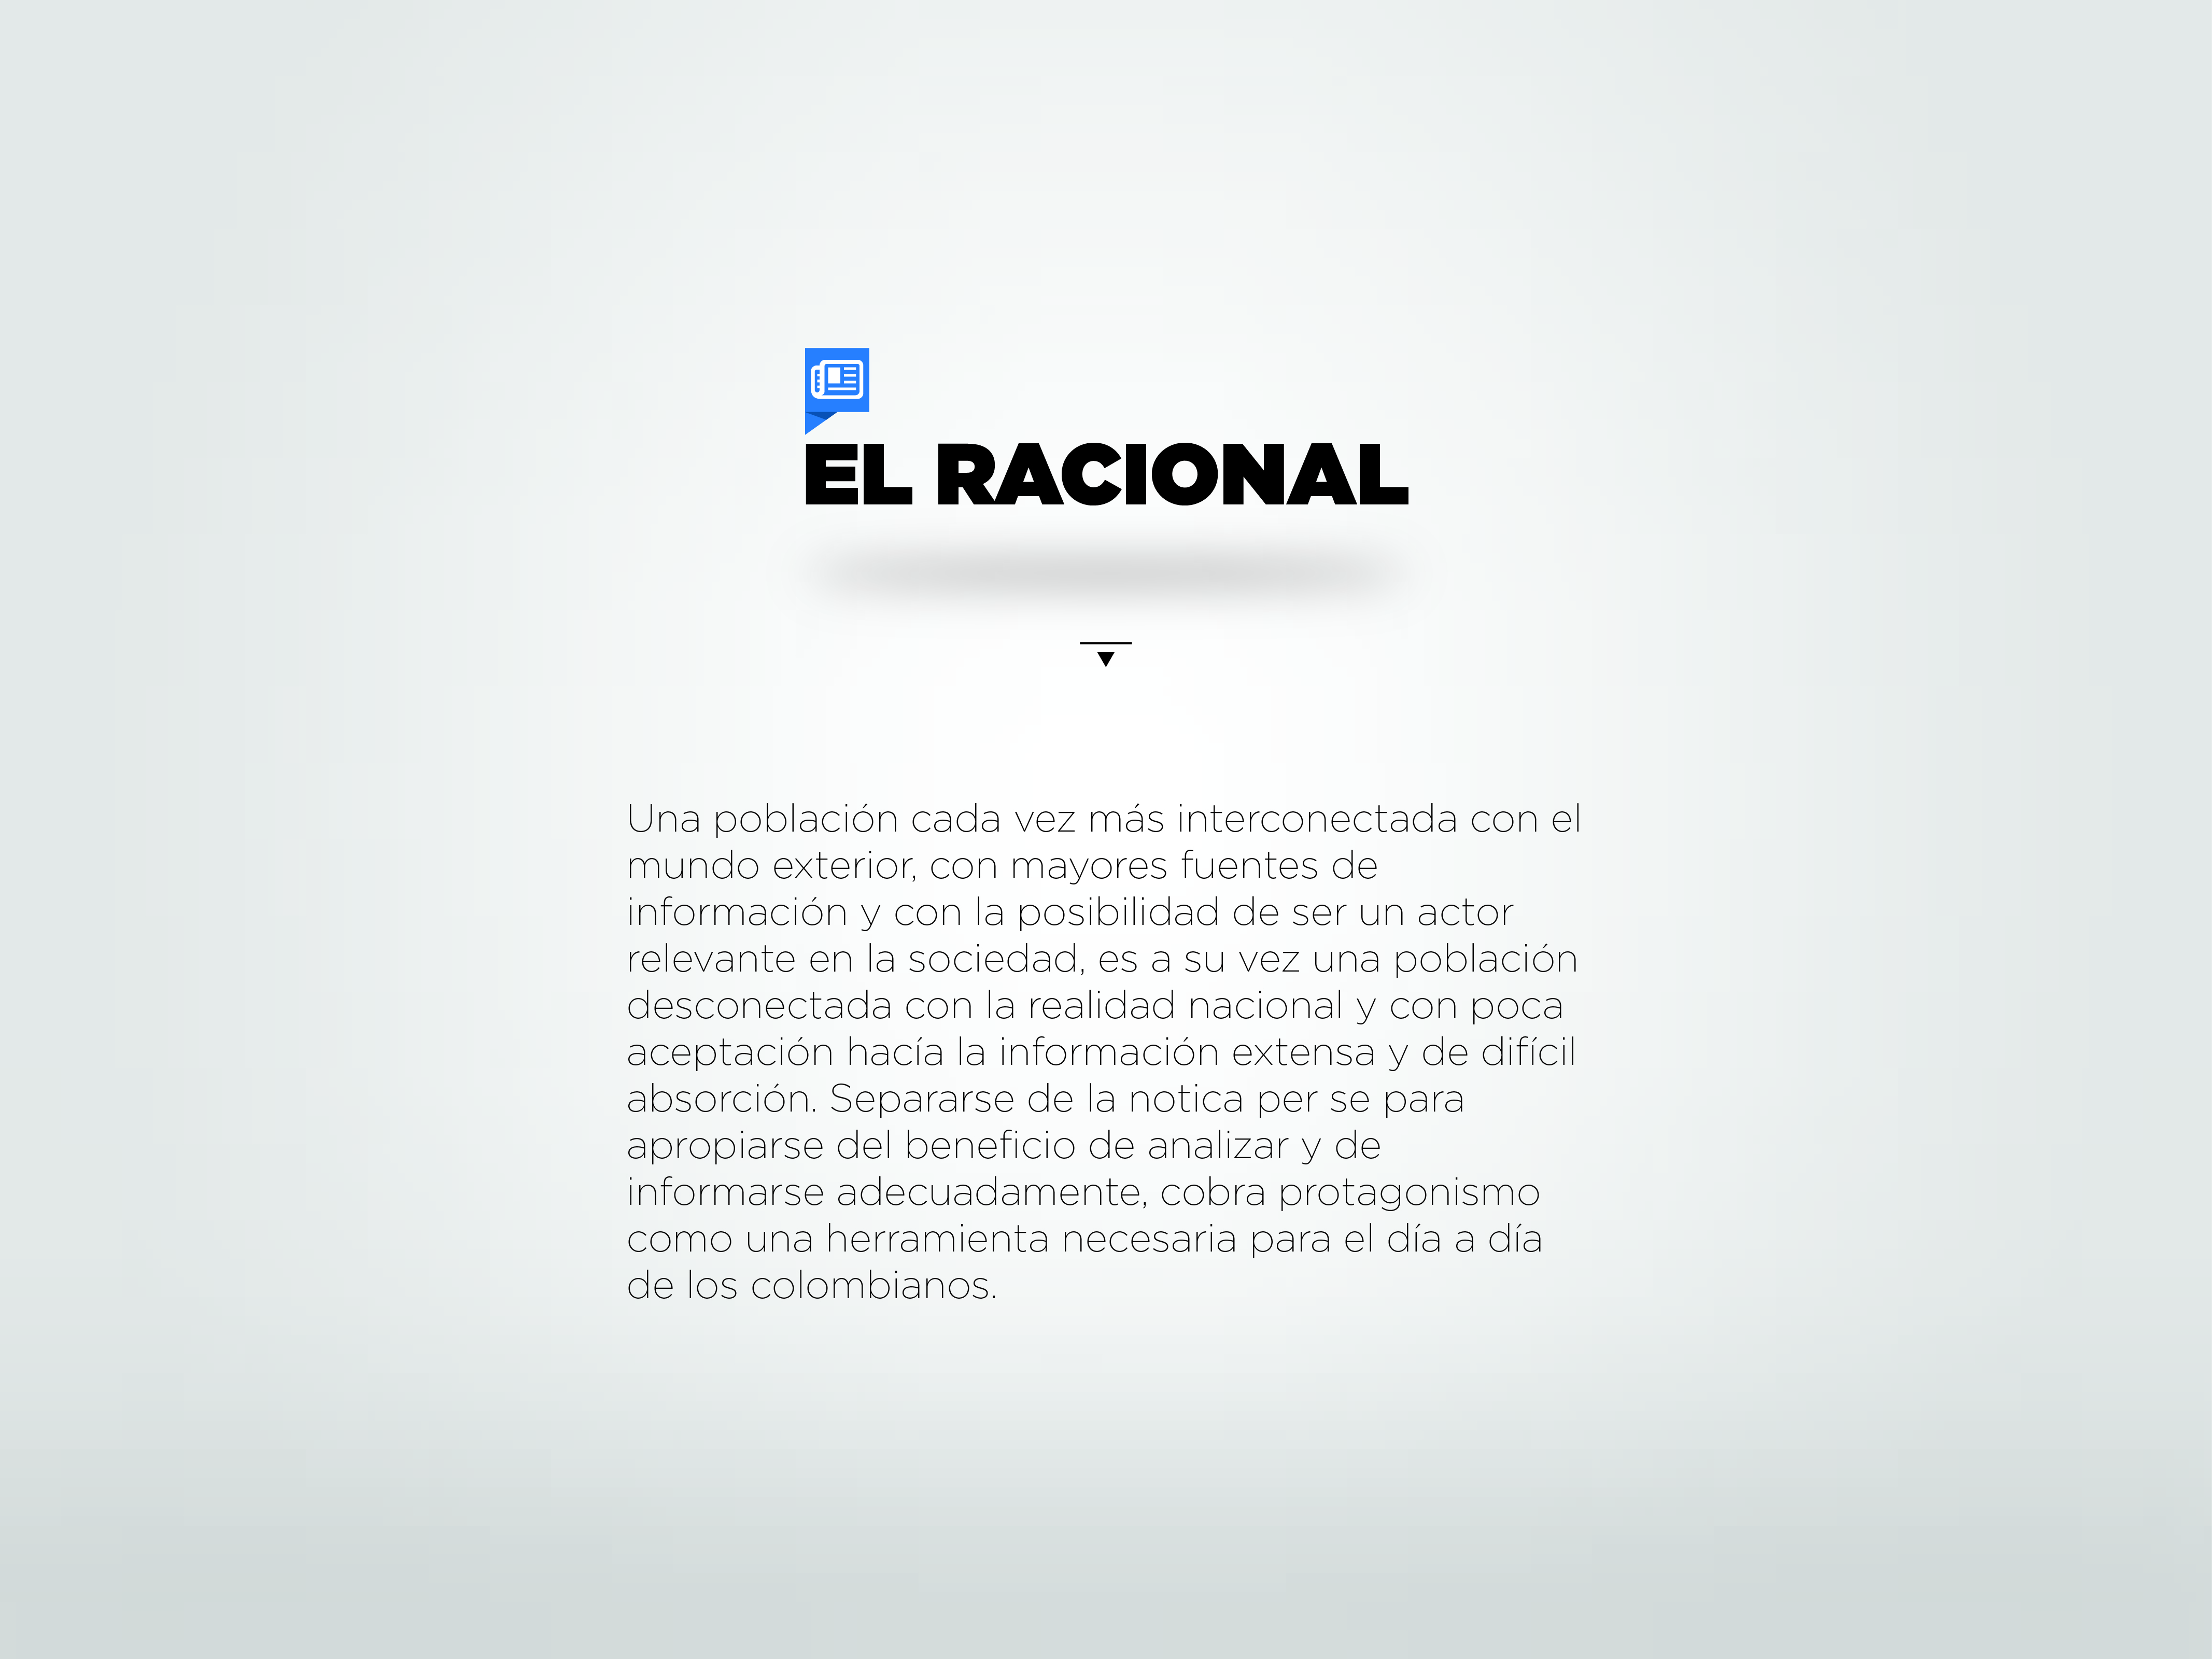 EL RACIONAL
Una población cada vez más interconectada con el
mundo exterior, con mayores fuentes de
información y con la posibilidad de ser un actor
relevante en la sociedad, es a su vez una población
desconectada con la realidad nacional y con poca
aceptación hacía la información extensa y de difícil
absorción. Separarse de la notica per se para
apropiarse del beneficio de analizar y de
informarse adecuadamente, cobra protagonismo
como una herramienta necesaria para el día a día
de los colombianos.